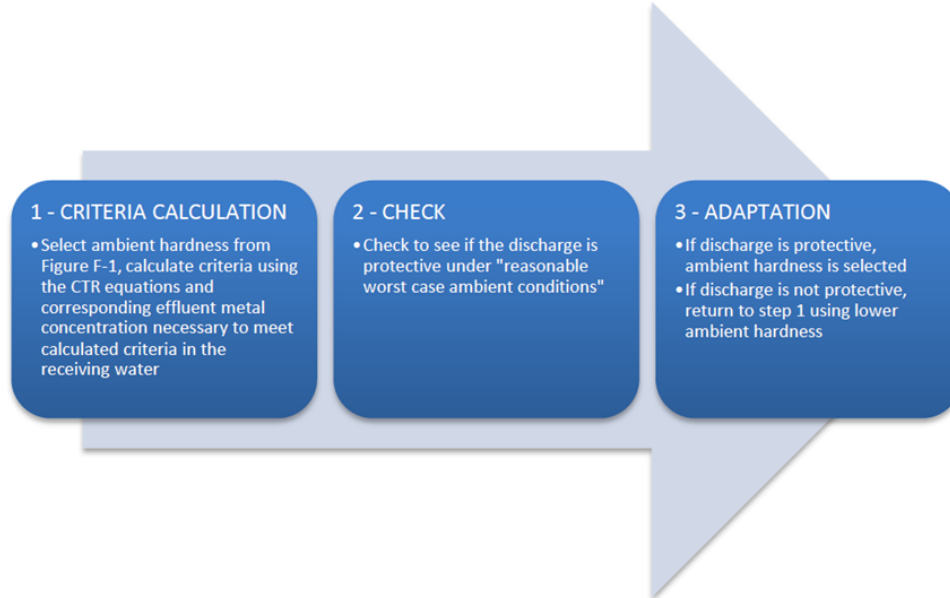 1 - CRITERIA CALCULATION
• Select ambient hardness from
Figure F-1, calculate criteria using
the CTR equations and
corresponding effluent metal
concentration necessary to meet
calculated criteria in the
receiving water
2 - CHECK
• Check to see if the discharge is
protective under "reasonable
worst case ambient conditions"
3 - ADAPTATION
• If discharge is protective,
ambient hardness is selected
• If discharge is not protective,
return to step 1 using lower
ambient hardness